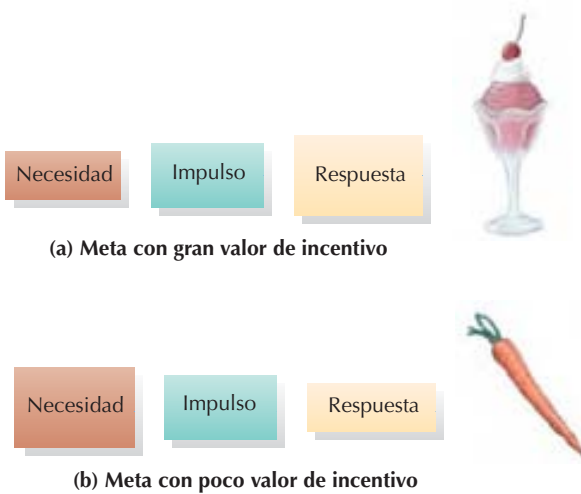 Necesidad
Impulso
Respuesta
(a) Meta con gran valor de incentivo
Necesidad
Impulso
Respuesta
(b) Meta con poco valor de incentivo